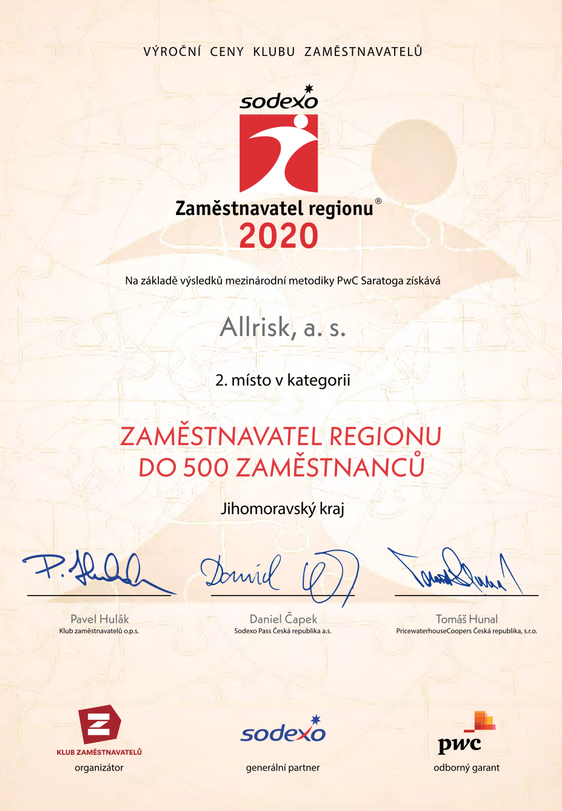 VÝROČNÍ CENY KLUBU ZAMĚSTNAVATELŮ
sodexo
Zaměstnavatel regionu®
2020
Na základě výsledků mezinárodní metodiky PwC Saratoga získává
Allrisk, a. s.
2. místo v kategorii
ZAMĚSTNAVATEL REGIONU
DO 500 ZAMĚSTNANCŮ
Jihomoravský kraj
P. Hulák
Daniel
Pavel Hulák
Daniel Čapek
Tomáš Hunal
Klub zaměstnavatelů o.p.s.
Sodexo Pass Česká republika a.s.
PricewaterhouseCoopers Česká republika, s.r.o.
KLUB ZAMĚSTNAVATELŮ
sodexo
pwc
organizátor
generální partner
odborný garant